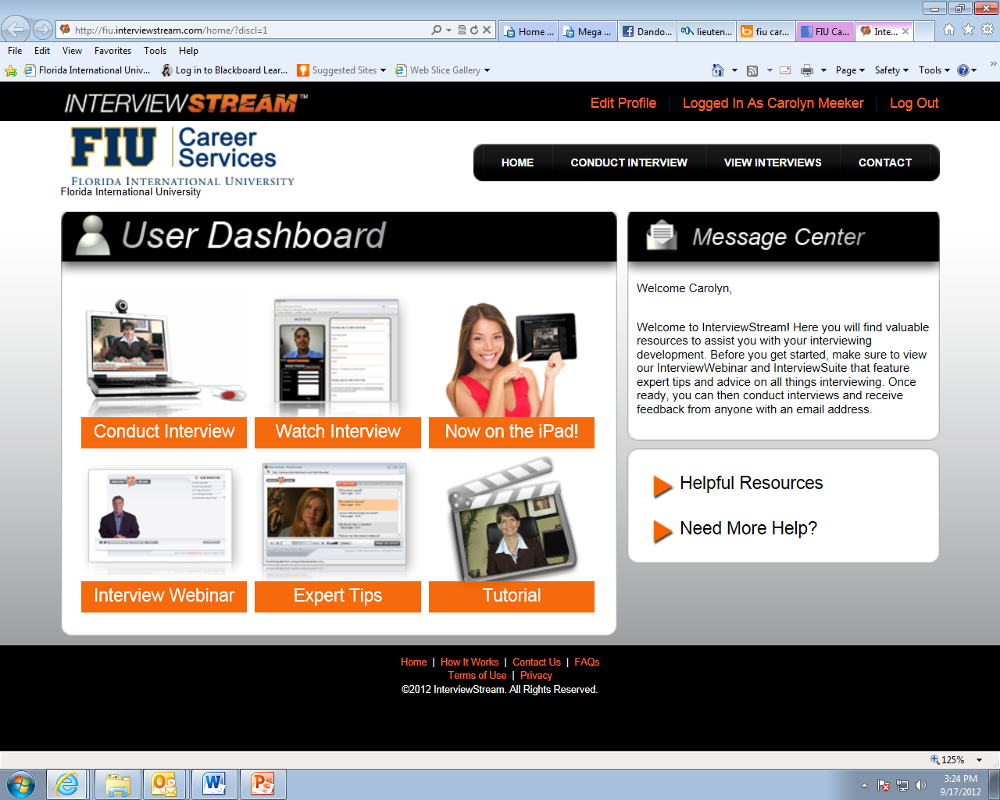 http://fiu.interviewstream.com/home/?discl=1
Home ...
Mega ...
Dando...
lieuten...
fiu car...
FIU Ca...
Inte...
File Edit View Favorites Tools Help
Florida International Univ...
Log in to Blackboard Lear...
Suggested Sites
Web Slice Gallery
Page
Safety
Tools
INTERVIEWSTREAM™
Edit Profile | Logged In As Carolyn Meeker | Log Out
FIU Career Services
FLORIDA INTERNATIONAL UNIVERSITY
Florida International University
HOME
CONDUCT INTERVIEW
VIEW INTERVIEWS
CONTACT
User Dashboard
Conduct Interview
Watch Interview
Now on the iPad!
Interview Webinar
Expert Tips
Tutorial
Message Center
Welcome Carolyn,
Welcome to InterviewStream! Here you will find valuable
resources to assist you with your interviewing
development. Before you get started, make sure to view
our InterviewWebinar and InterviewSuite that feature
expert tips and advice on all things interviewing. Once
ready, you can then conduct interviews and receive
feedback from anyone with an email address.
Helpful Resources
Need More Help?
Home | How It Works | Contact Us | FAQs
Terms of Use | Privacy
©2012 InterviewStream. All Rights Reserved.
125%
3:24 PM
9/17/2012